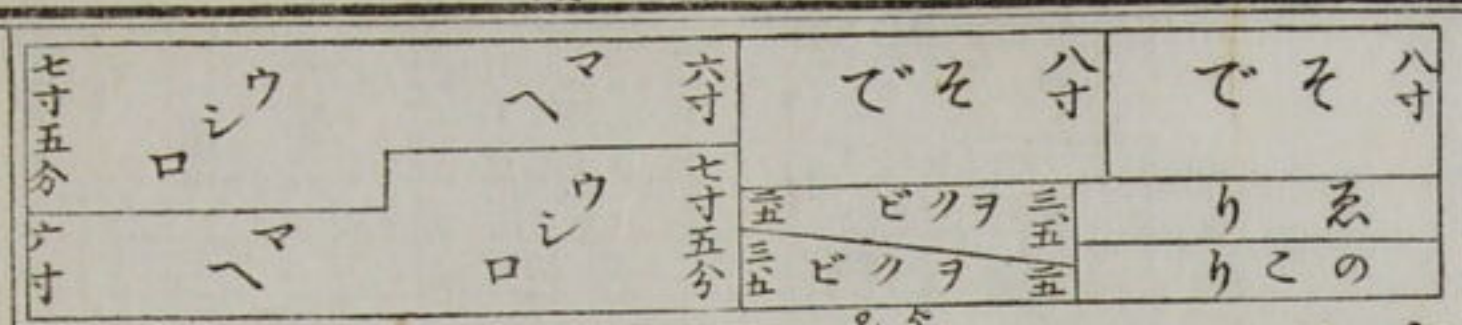 八寸
そで
八寸
そで
ゑり
のこり
三、五
ヲクビ
二五
ヲクビ
二五
三、五
六寸
マヘ
ウシロ
七寸五分
七寸五分
ウシロ
マヘ
六寸